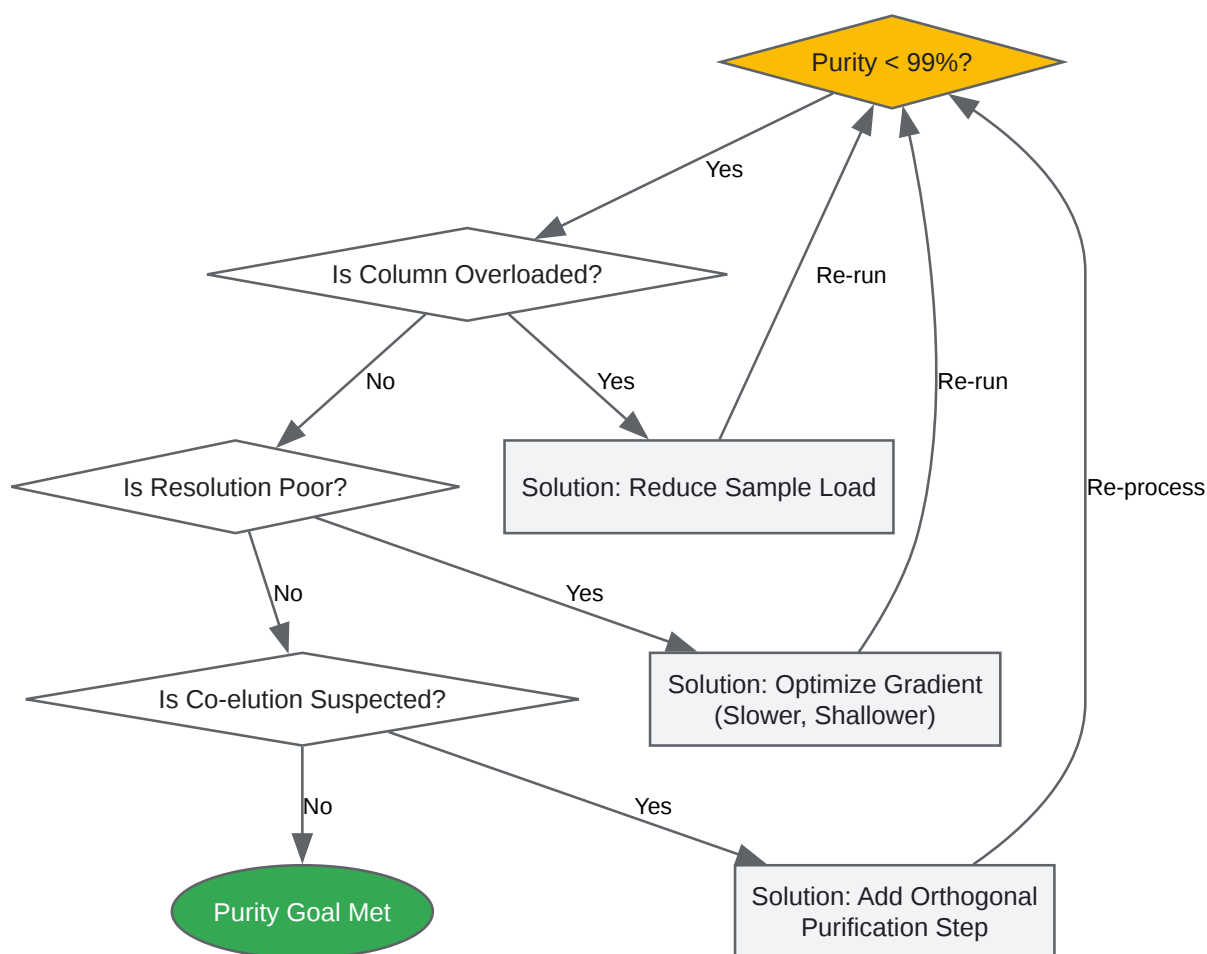 Purity < 99%?
Yes
Is Column Overloaded?
Re-run
No
Yes
Re-run
Is Resolution Poor?
Solution: Reduce Sample Load
Re-process
No
Yes
Is Co-elution Suspected?
Solution: Optimize Gradient
(Slower, Shallower)
No
Yes
Purity Goal Met
Solution: Add Orthogonal
Purification Step